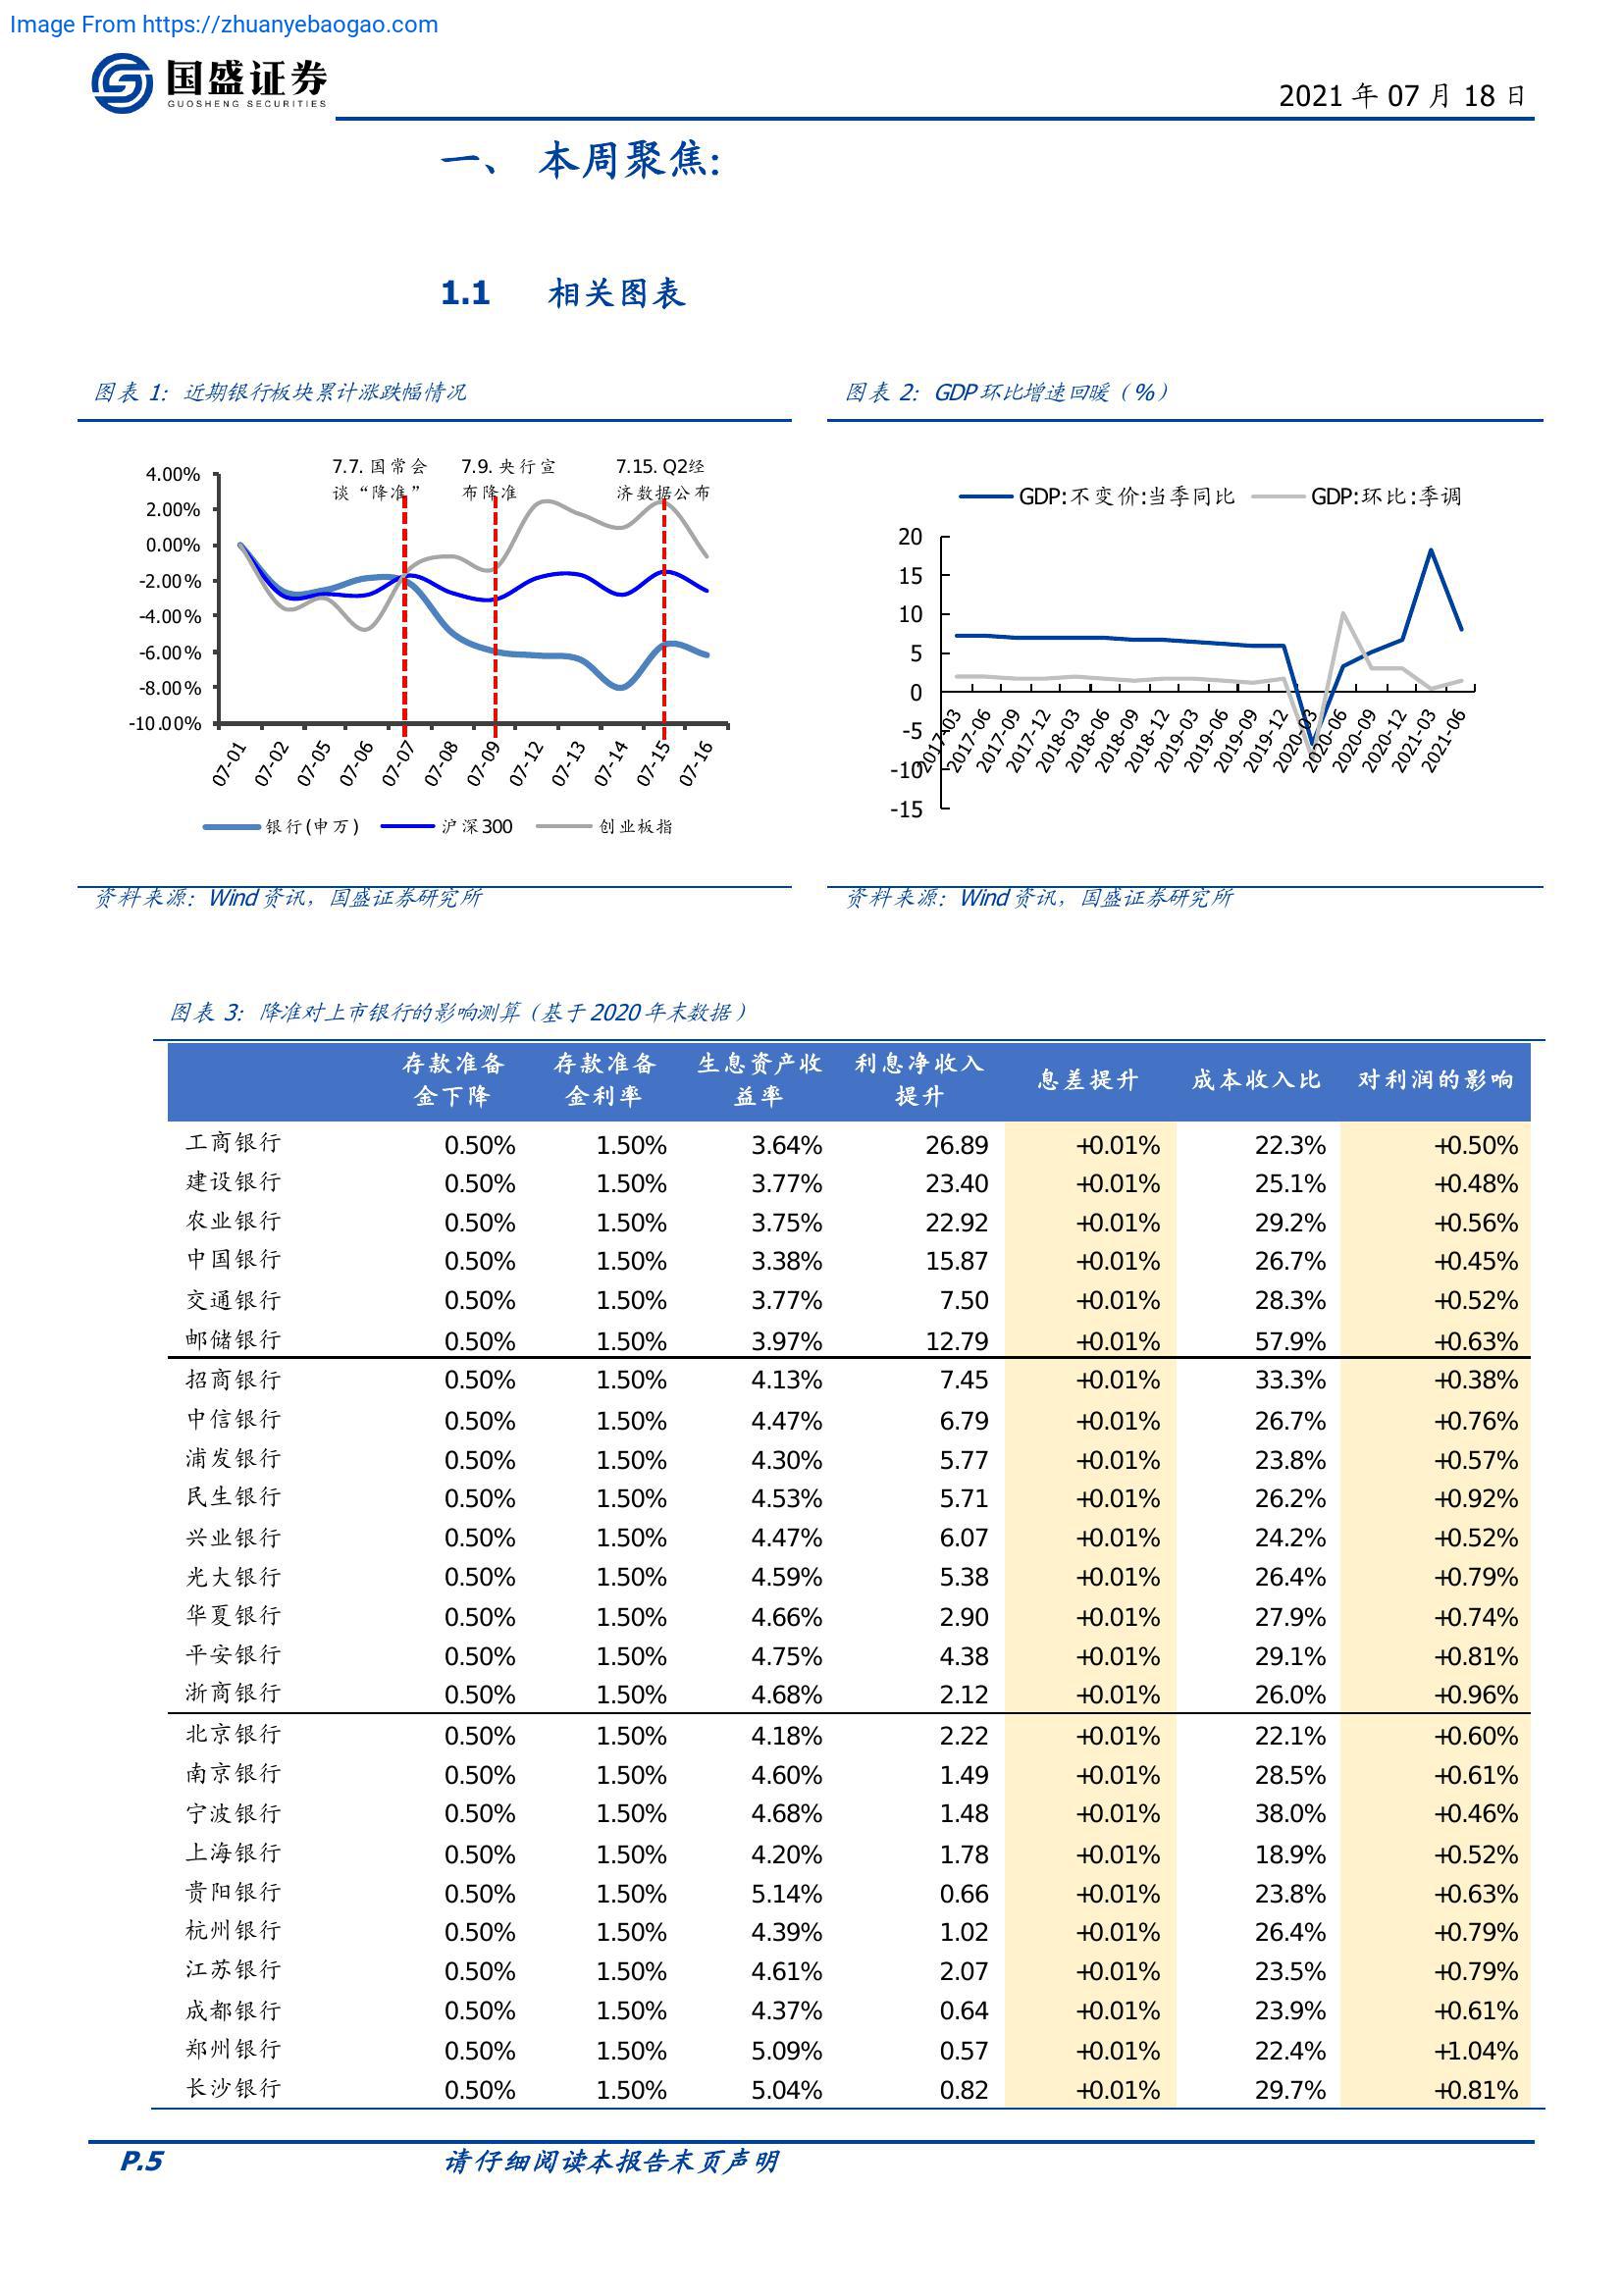 Image From https://zhuanyebaogao.com
国盛证券
GUOSHENG SECURITIES
2021 年 07 月 18 日
一、 本周聚焦:
1.1 相关图表
图表 1: 近期银行板块累计涨跌幅情况
7.7. 国常会
谈“降准”
7.9. 央行宣
布降准
7.15. Q2经
济数据公布
4.00%
2.00%
0.00%
-2.00%
-4.00%
-6.00%
-8.00%
-10.00%
07-01 07-02 07-05 07-06 07-07 07-08 07-09 07-12 07-13 07-14 07-15 07-16
银行(申万) 沪深300 创业板指
资料来源: Wind 资讯, 国盛证券研究所
图表 2: GDP 环比增速回暖（%）
GDP:不变价:当季同比 GDP:环比:季调
20
15
10
5
0
-5
-10
-15
2017-03 2017-06 2017-09 2017-12 2018-03 2018-06 2018-09 2018-12 2019-03 2019-06 2019-09 2019-12 2020-03 2020-06 2020-09 2020-12 2021-03 2021-06
资料来源: Wind 资讯, 国盛证券研究所
图表 3: 降准对上市银行的影响测算（基于 2020 年末数据）
存款准备金下降 存款准备金利率 生息资产收益率 利息净收入提升 息差提升 成本收入比 对利润的影响
工商银行 0.50% 1.50% 3.64% 26.89 +0.01% 22.3% +0.50%
建设银行 0.50% 1.50% 3.77% 23.40 +0.01% 25.1% +0.48%
农业银行 0.50% 1.50% 3.75% 22.92 +0.01% 29.2% +0.56%
中国银行 0.50% 1.50% 3.38% 15.87 +0.01% 26.7% +0.45%
交通银行 0.50% 1.50% 3.77% 7.50 +0.01% 28.3% +0.52%
邮储银行 0.50% 1.50% 3.97% 12.79 +0.01% 57.9% +0.63%
招商银行 0.50% 1.50% 4.13% 7.45 +0.01% 33.3% +0.38%
中信银行 0.50% 1.50% 4.47% 6.79 +0.01% 26.7% +0.76%
浦发银行 0.50% 1.50% 4.30% 5.77 +0.01% 23.8% +0.57%
民生银行 0.50% 1.50% 4.53% 5.71 +0.01% 26.2% +0.92%
兴业银行 0.50% 1.50% 4.47% 6.07 +0.01% 24.2% +0.52%
光大银行 0.50% 1.50% 4.59% 5.38 +0.01% 26.4% +0.79%
华夏银行 0.50% 1.50% 4.66% 2.90 +0.01% 27.9% +0.74%
平安银行 0.50% 1.50% 4.75% 4.38 +0.01% 29.1% +0.81%
浙商银行 0.50% 1.50% 4.68% 2.12 +0.01% 26.0% +0.96%
北京银行 0.50% 1.50% 4.18% 2.22 +0.01% 22.1% +0.60%
南京银行 0.50% 1.50% 4.60% 1.49 +0.01% 28.5% +0.61%
宁波银行 0.50% 1.50% 4.68% 1.48 +0.01% 38.0% +0.46%
上海银行 0.50% 1.50% 4.20% 1.78 +0.01% 18.9% +0.52%
贵阳银行 0.50% 1.50% 5.14% 0.66 +0.01% 23.8% +0.63%
杭州银行 0.50% 1.50% 4.39% 1.02 +0.01% 26.4% +0.79%
江苏银行 0.50% 1.50% 4.61% 2.07 +0.01% 23.5% +0.79%
成都银行 0.50% 1.50% 4.37% 0.64 +0.01% 23.9% +0.61%
郑州银行 0.50% 1.50% 5.09% 0.57 +0.01% 22.4% +1.04%
长沙银行 0.50% 1.50% 5.04% 0.82 +0.01% 29.7% +0.81%
P.5 请仔细阅读本报告末页声明